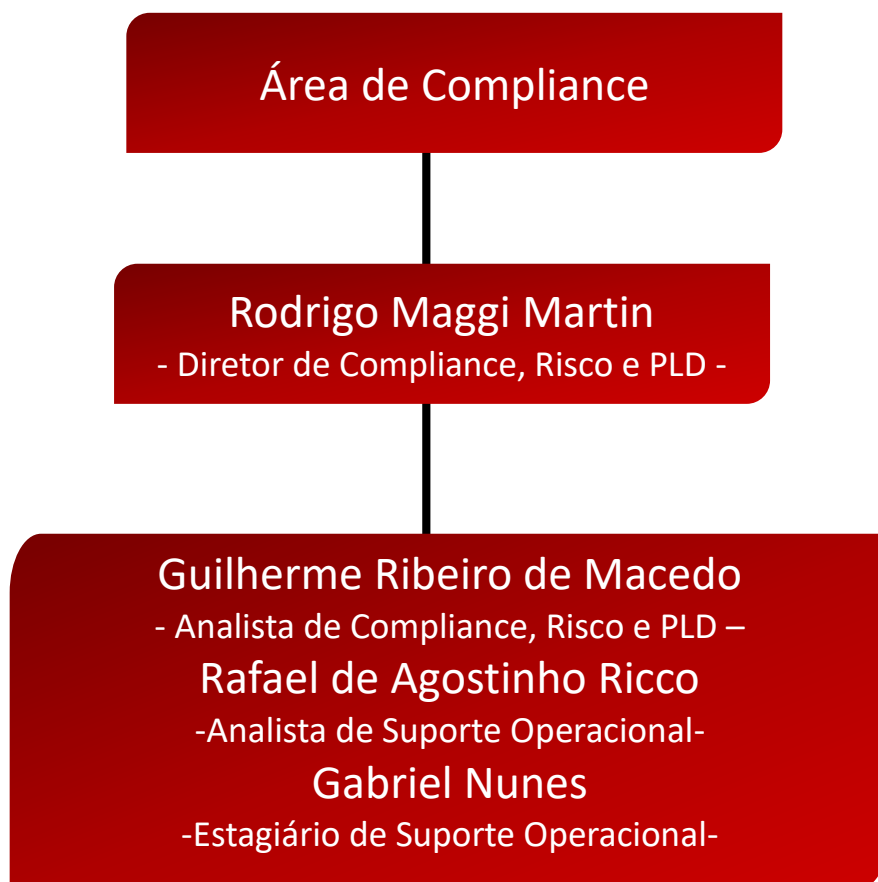 Área de Compliance
Rodrigo Maggi Martin
- Diretor de Compliance, Risco e PLD -
Guilherme Ribeiro de Macedo
- Analista de Compliance, Risco e PLD –
Rafael de Agostinho Ricco
-Analista de Suporte Operacional-
Gabriel Nunes
-Estagiário de Suporte Operacional-